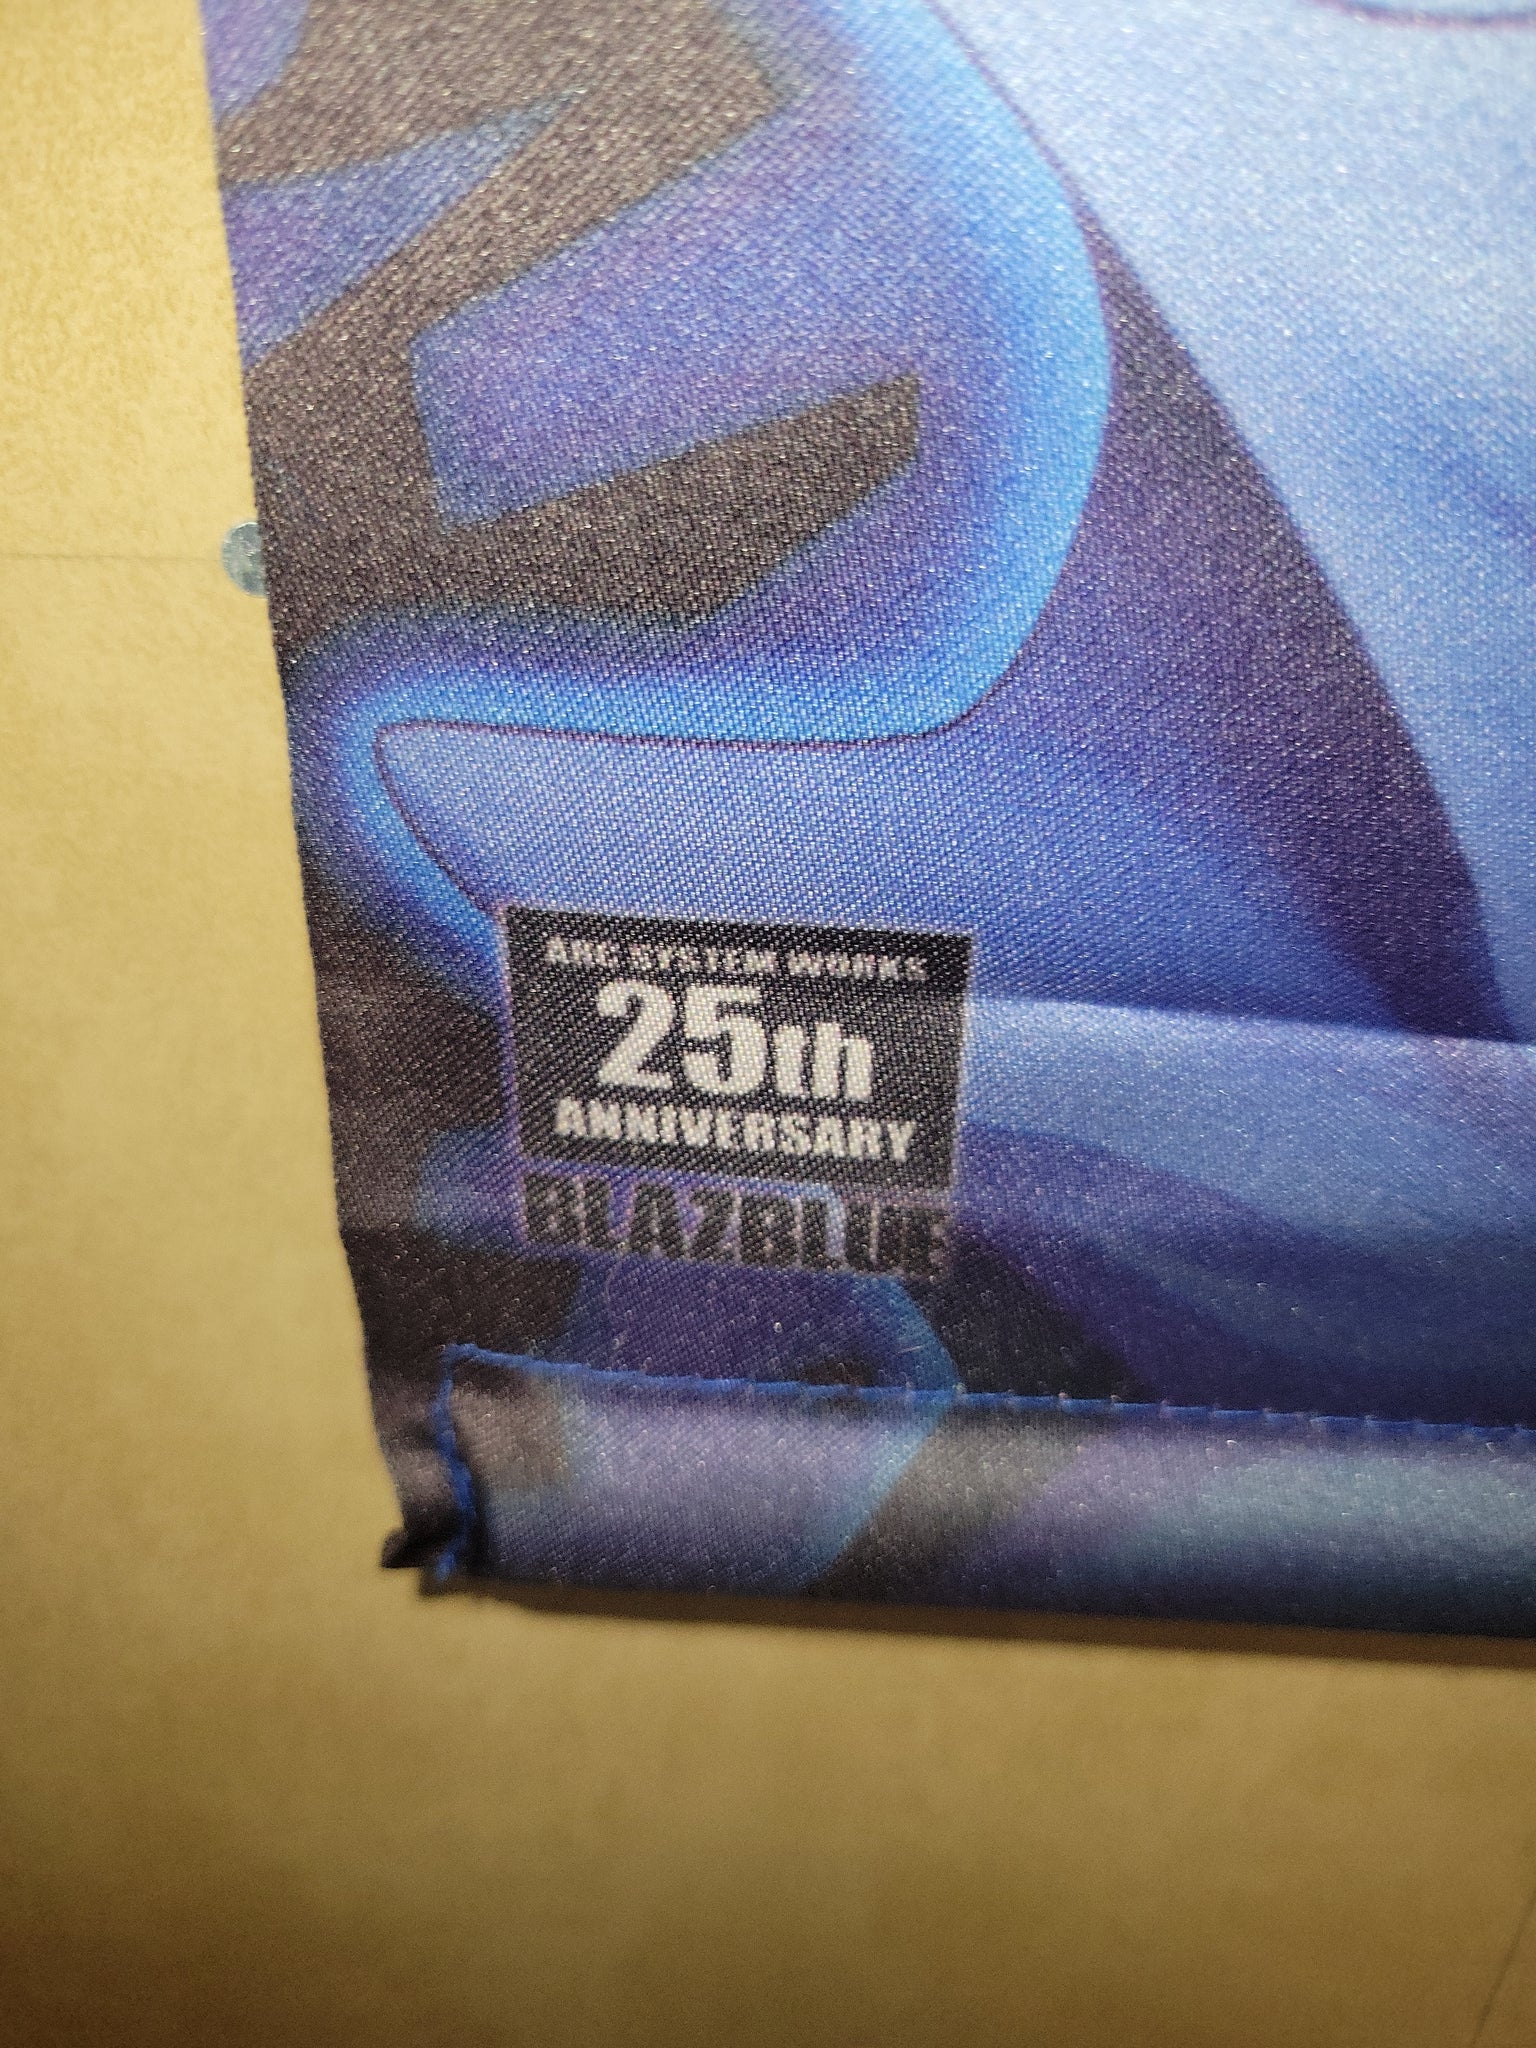 ARC SYSTEM WORKS
25th
ANNIVERSARY
BLAZBLUE